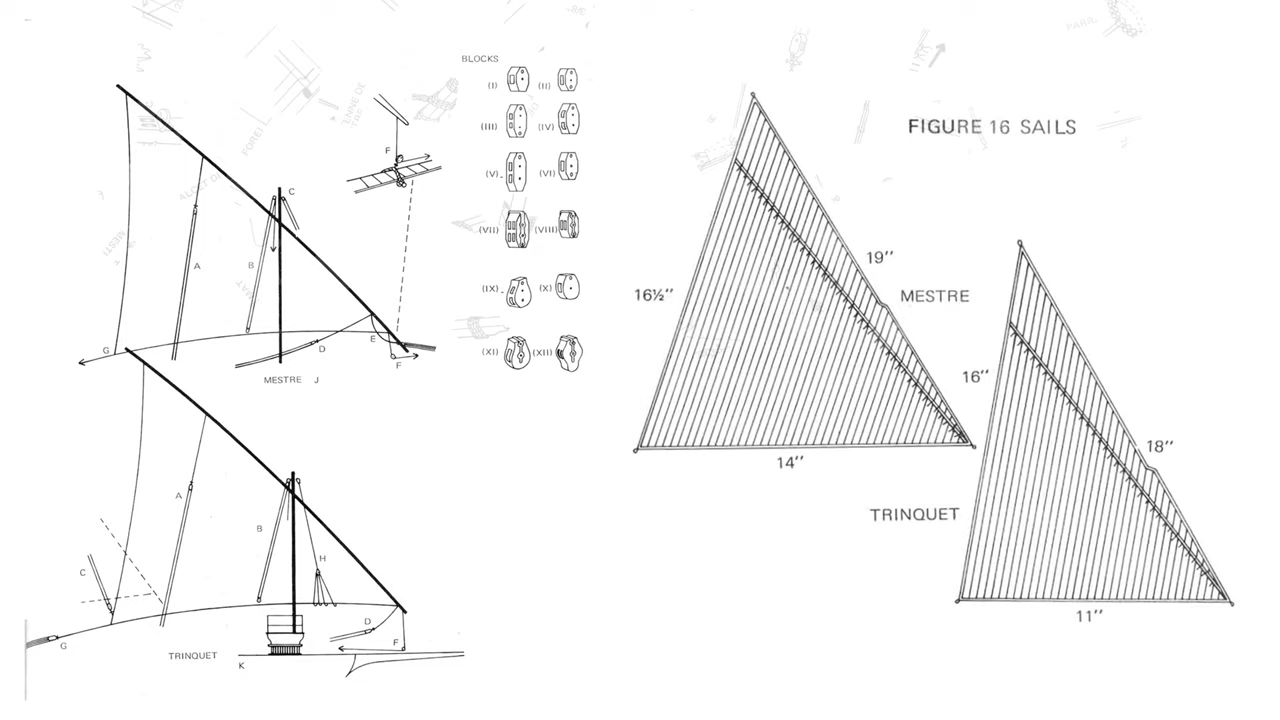 BLOCKS
(I)
(II)
(III)
(IV)
(V)
(VI)
(VII)
(VIII)
(IX)
(X)
(XI)
(XII)
C
F
A
B
G
D
E
F
MESTRE J
A
B
C
H
D
F
G
TRINQUET
K
FIGURE 16 SAILS
19"
16½"
MESTRE
14"
16"
18"
TRINQUET
11"